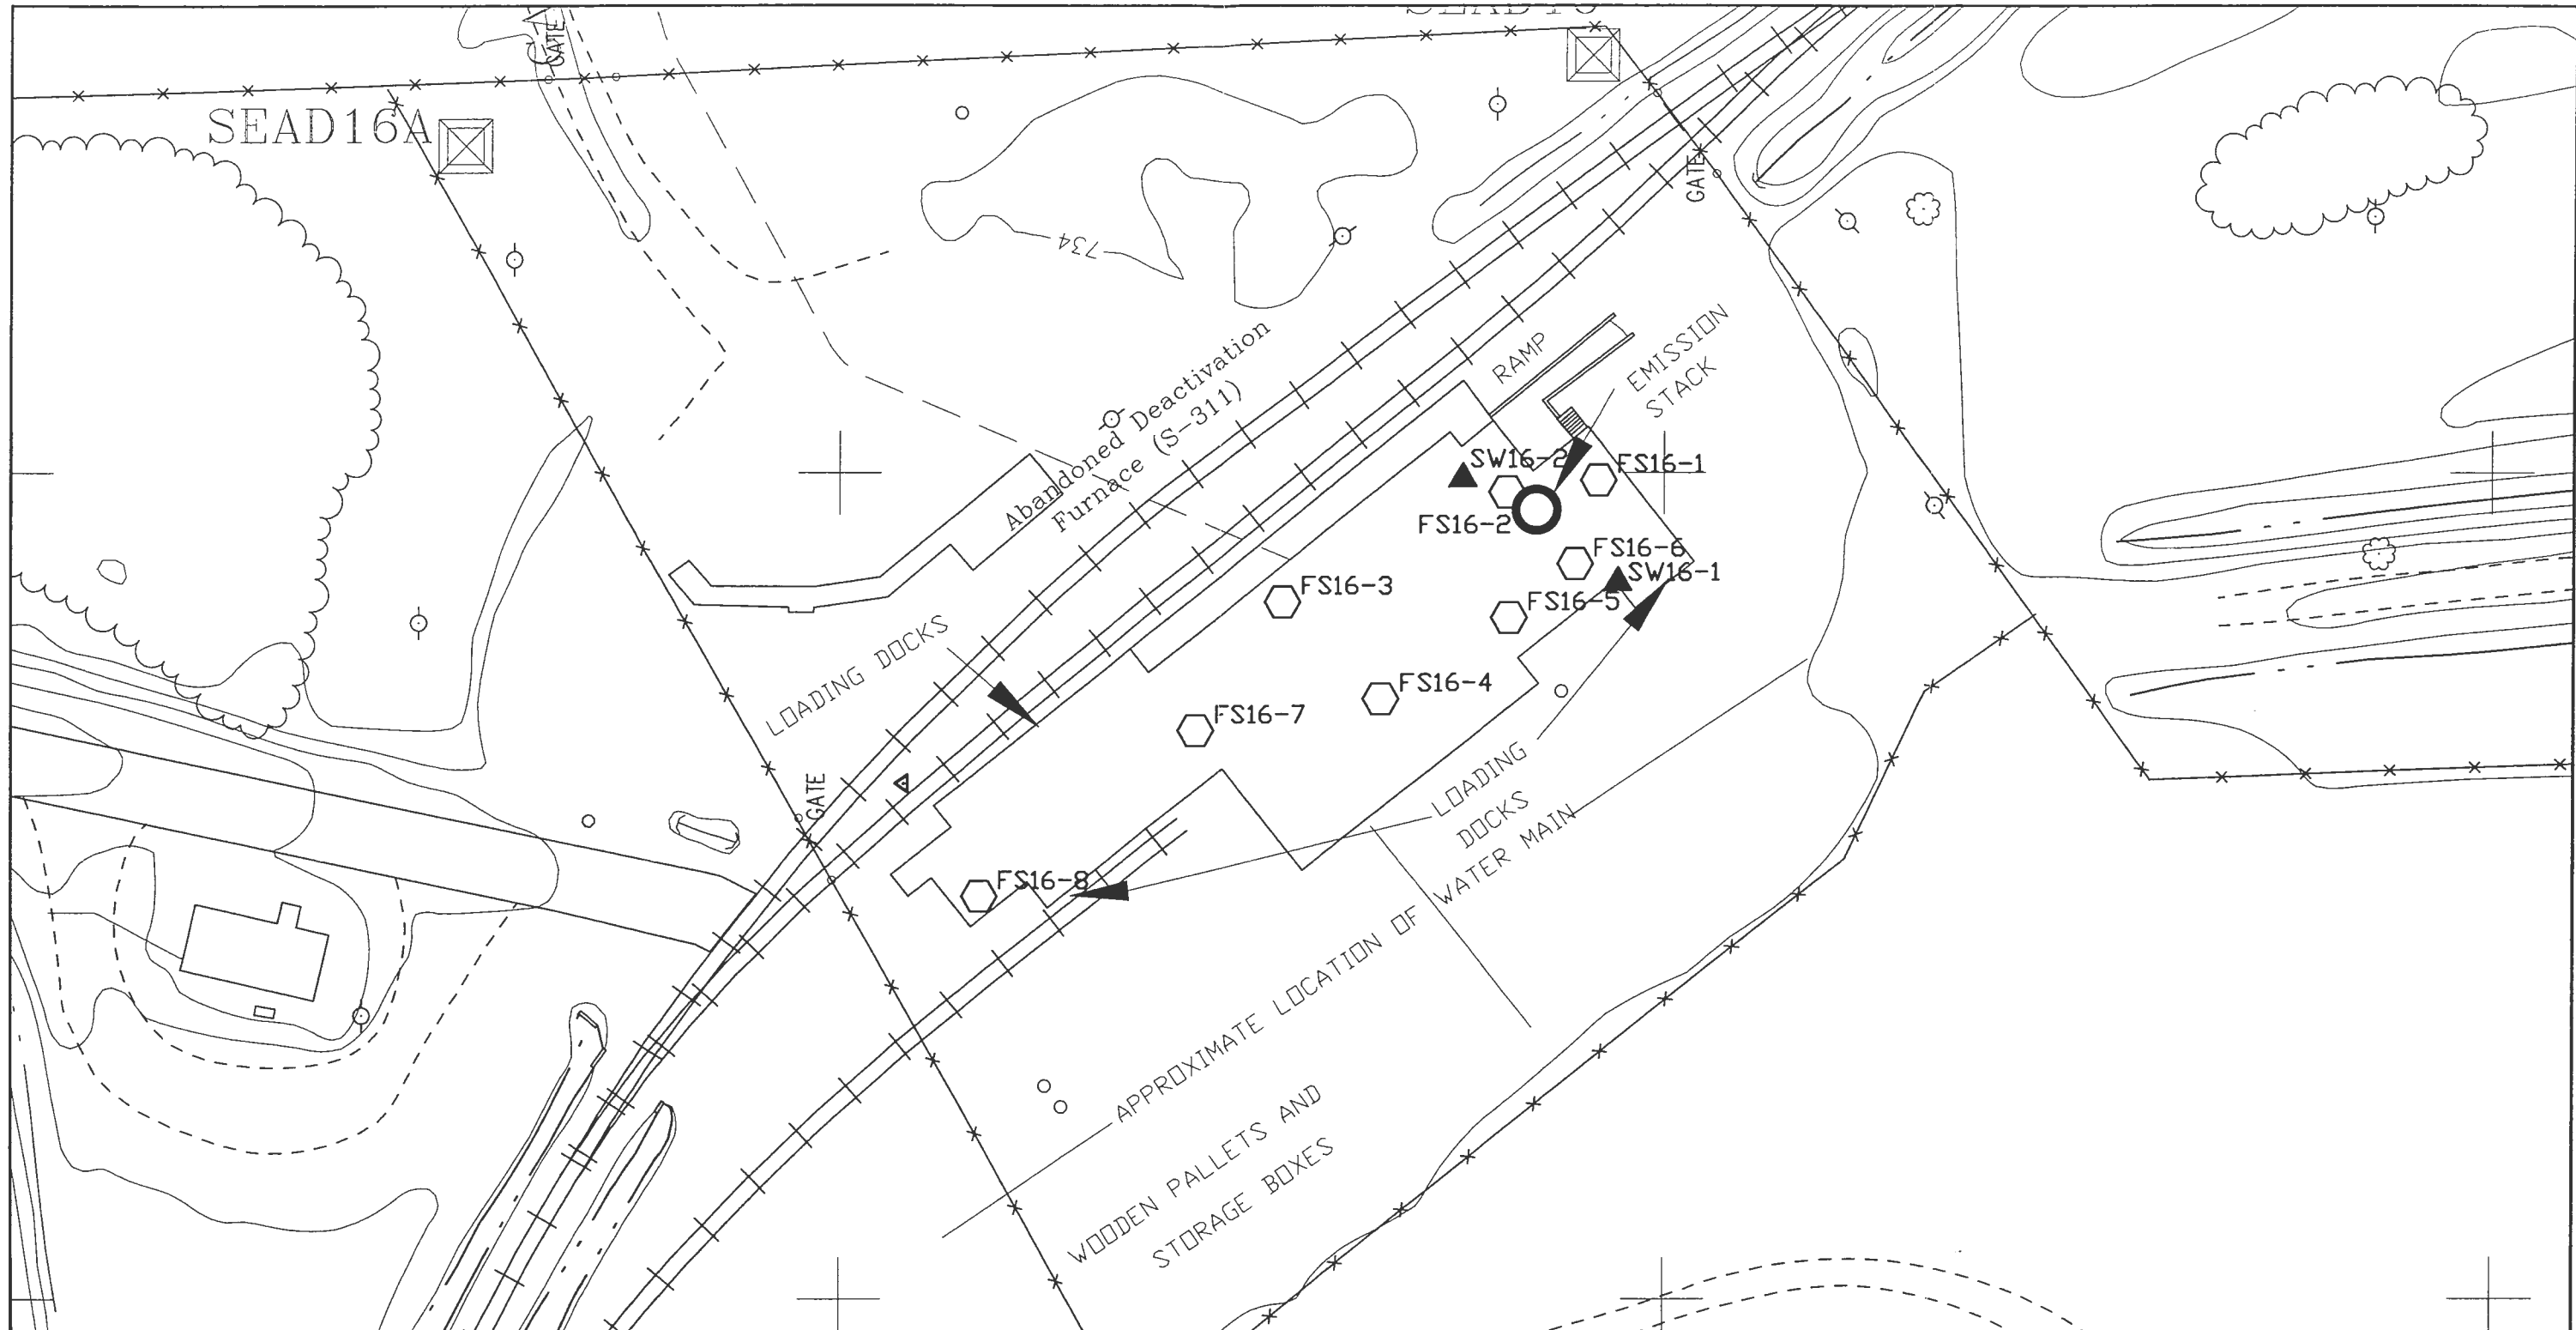 GATE
SEAD16A
GATE
RAMP
EMISSION
STACK
734
Abandoned Deactivation
Furnace (S-311)
SW16-2
FS16-1
FS16-2
FS16-6
SW16-1
FS16-3
FS16-5
LOADING DOCKS
FS16-4
FS16-7
GATE
LOADING
DOCKS
FS16-8
APPROXIMATE LOCATION OF WATER MAIN
WOODEN PALLETS AND
STORAGE BOXES